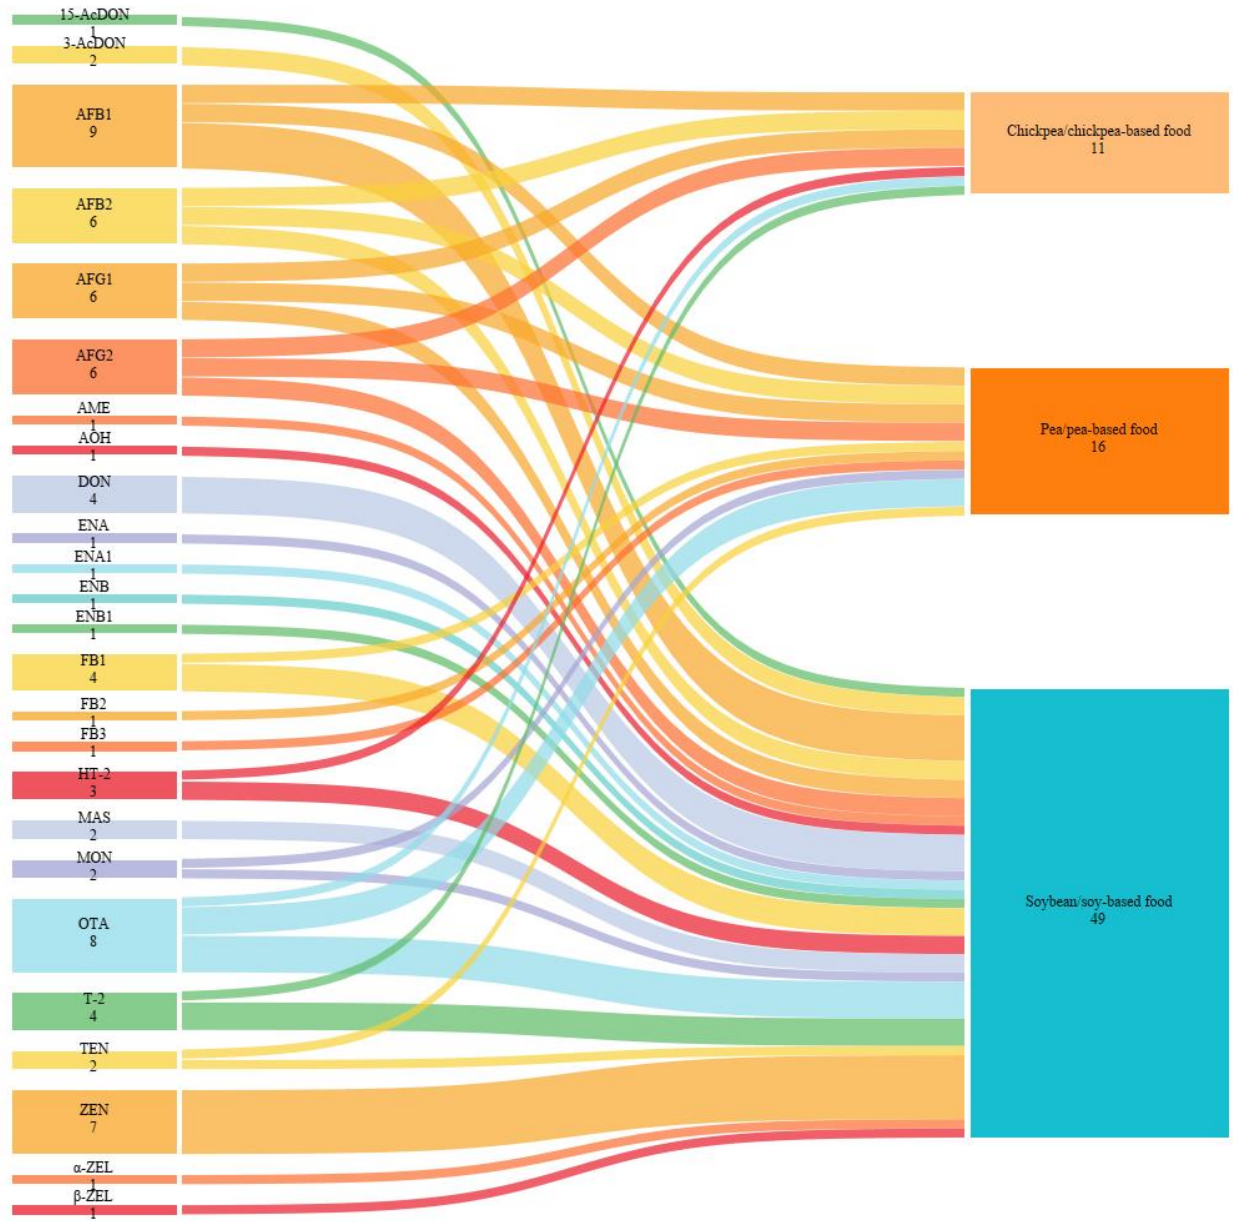 15-AcDON
1
3-AcDON
2
AFB1
9
AFB2
6
AFG1
6
AFG2
6
AME
1
AOH
1
DON
4
ENA
1
ENA1
1
ENB
1
ENB1
1
FB1
4
FB2
1
FB3
1
HT-2
3
MAS
2
MON
2
OTA
8
T-2
4
TEN
2
ZEN
7
α-ZEL
1
β-ZEL
1
Chickpea/chickpea-based food
11
Pea/pea-based food
16
Soybean/soy-based food
49